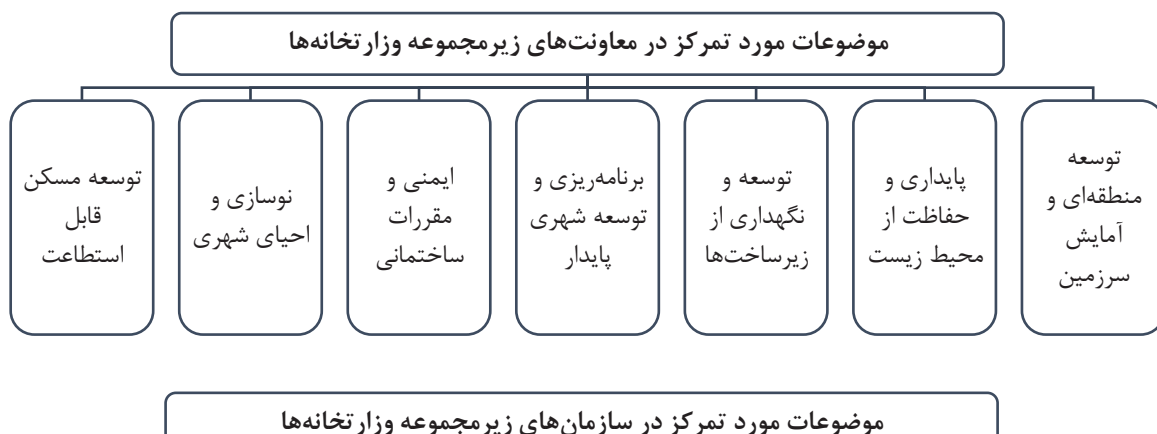 موضوعات مورد تمرکز در معاونت‌های زیرمجموعه وزارتخانه‌ها
توسعه
منطقه‌ای و
آمایش
سرزمین
پایداری و
حفاظت از
محیط زیست
توسعه و
نگهداری از
زیرساخت‌ها
برنامه‌ریزی و
توسعه شهری
پایدار
ایمنی و
مقررات
ساختمانی
نوسازی و
احیای شهری
توسعه مسکن
قابل
استطاعت
موضوعات مورد تمرکز در سازمان‌های زیرمجموعه وزارتخانه‌ها